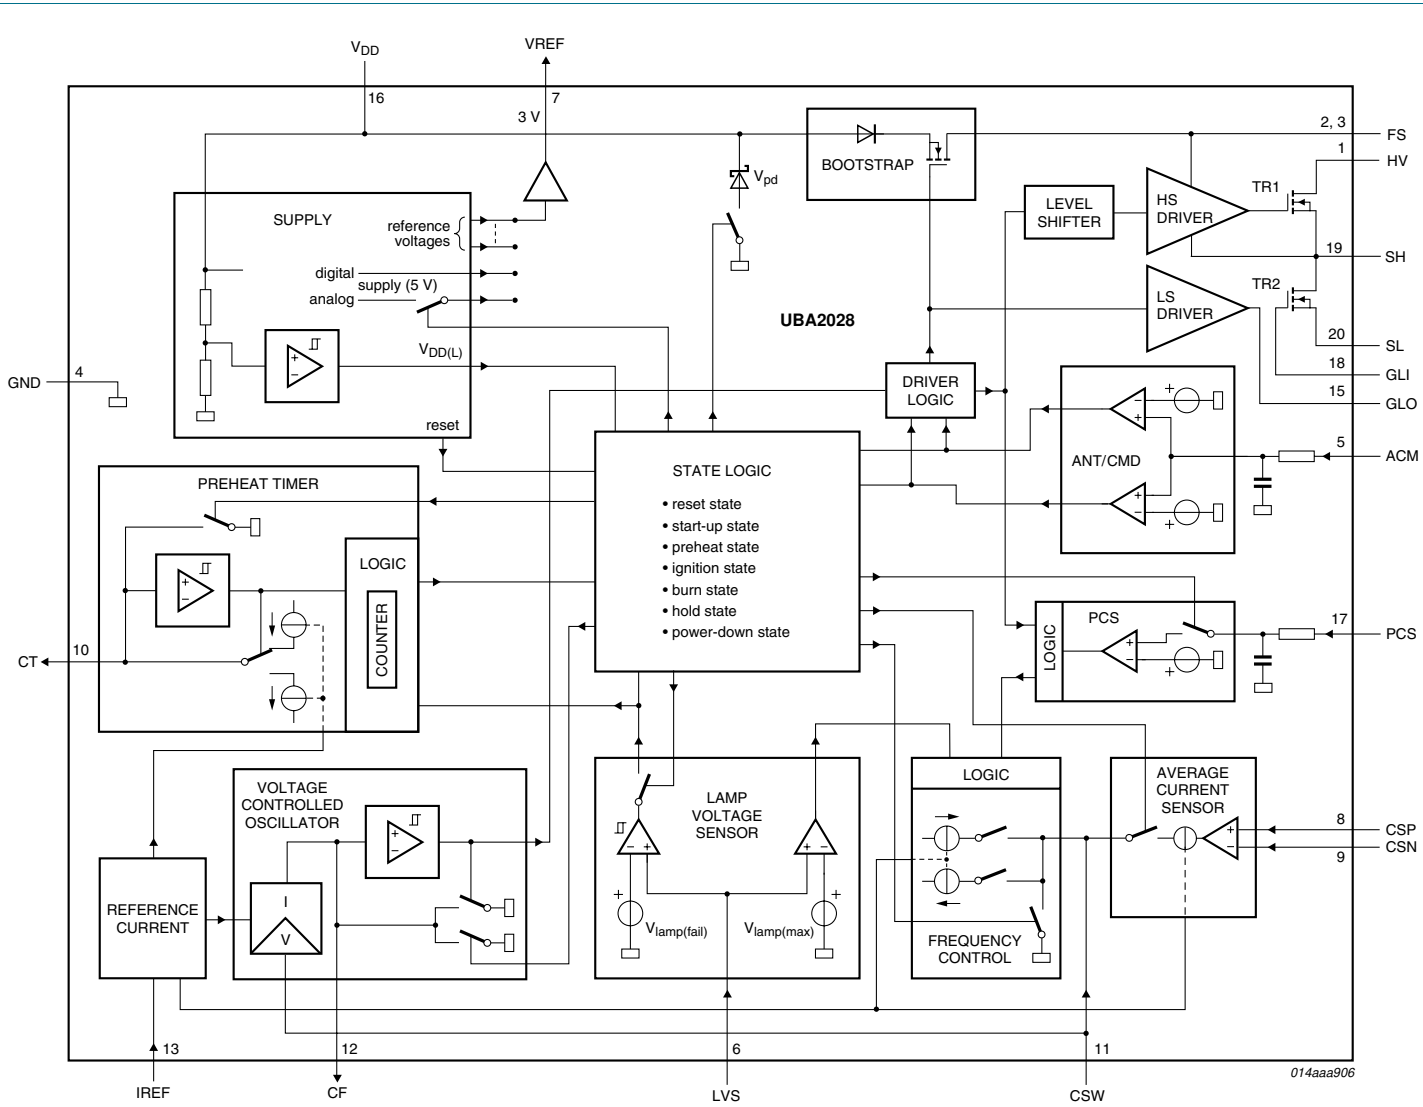 VDD
VREF
16
7
3 V
2, 3
FS
1
HV
BOOTSTRAP
Vpd
SUPPLY
reference
voltages
LEVEL
SHIFTER
HS
DRIVER
TR1
19
SH
digital
supply (5 V)
analog
UBA2028
LS
DRIVER
TR2
20
SL
VDD(L)
18
GLI
4
GND
DRIVER
LOGIC
15
GLO
reset
5
ACM
ANT/CMD
STATE LOGIC
• reset state
• start-up state
• preheat state
• ignition state
• burn state
• hold state
• power-down state
PREHEAT TIMER
LOGIC
COUNTER
10
CT
PCS
LOGIC
17
PCS
VOLTAGE
CONTROLLED
OSCILLATOR
LAMP
VOLTAGE
SENSOR
LOGIC
AVERAGE
CURRENT
SENSOR
8
CSP
CSN
9
REFERENCE
CURRENT
I
V
Vlamp(fail)
Vlamp(max)
FREQUENCY
CONTROL
13
12
6
11
IREF
CF
LVS
CSW
014aaa906